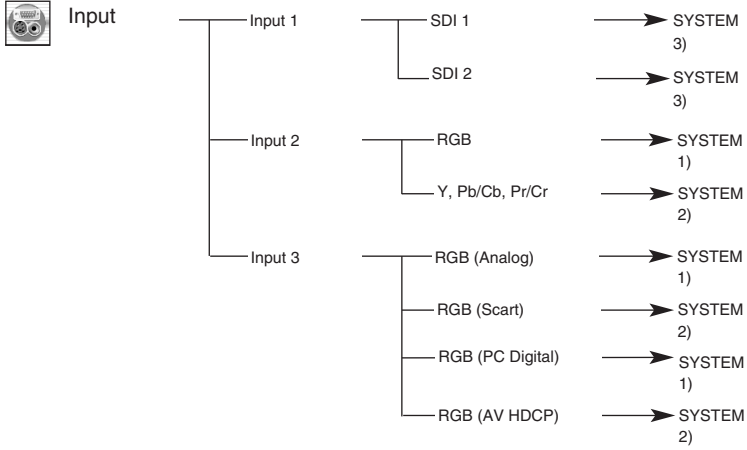 Input
Input 1
SDI 1
SYSTEM
3)
SDI 2
SYSTEM
3)
Input 2
RGB
SYSTEM
1)
Y, Pb/Cb, Pr/Cr
SYSTEM
2)
Input 3
RGB (Analog)
SYSTEM
1)
RGB (Scart)
SYSTEM
2)
RGB (PC Digital)
SYSTEM
1)
RGB (AV HDCP)
SYSTEM
2)